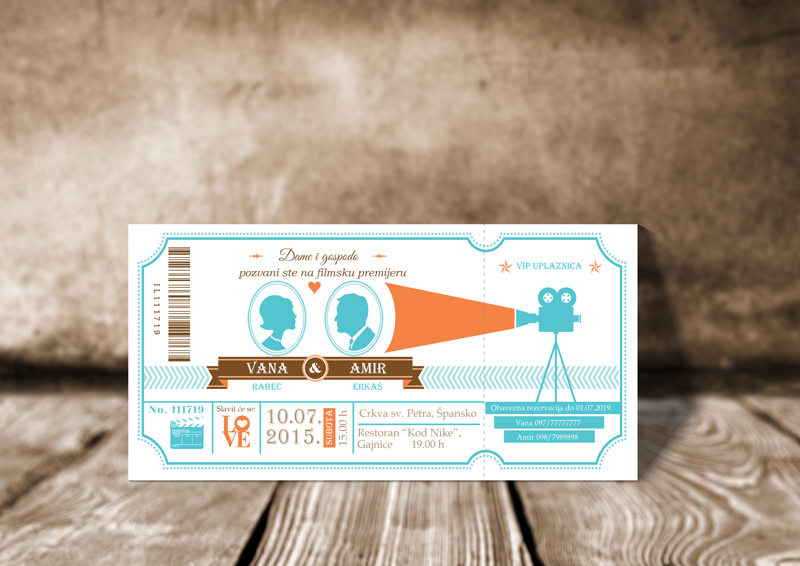 IL111719
Dame i gospodo
pozvani ste na filmsku premijeru
VANA & AMIR
RABEC ERKAŠ
No. 111719
Slavit će se:
LOVE
10.07.
2015.
SUBOTA
15.00 h
Crkva sv. Petra, Špansko
Restoran “Kod Nike”,
Gajnice 19.00 h
VIP UPLAZNICA
Obavezna rezervacija do 01.07.2019.
Vana 097/77777777
Amir 098/7989898